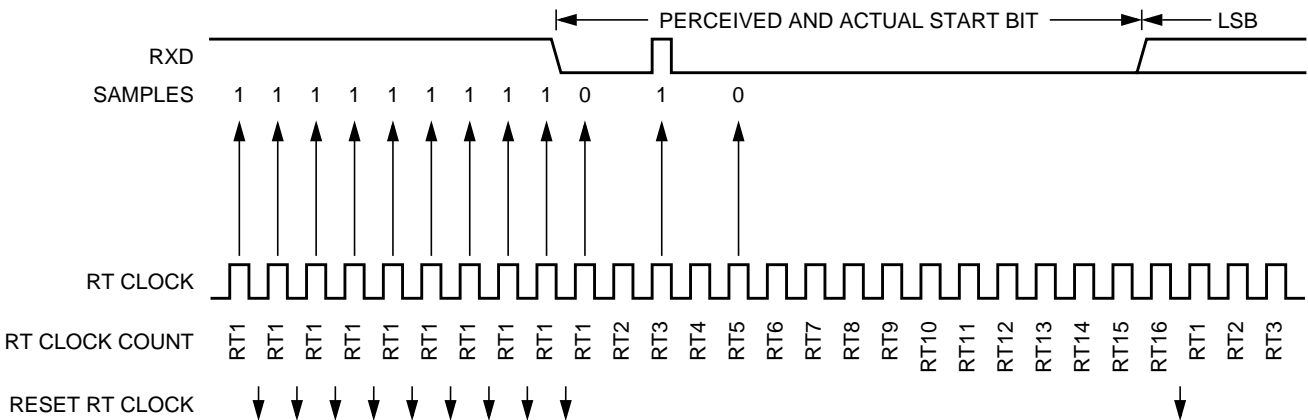 PERCEIVED AND ACTUAL START BIT LSB
RXD
SAMPLES 1 1 1 1 1 1 1 1 1 0 1 0
RT CLOCK
RT CLOCK COUNT RT1 RT1 RT1 RT1 RT1 RT1 RT1 RT1 RT1 RT1 RT2 RT3 RT4 RT5 RT6 RT7 RT8 RT9 RT10 RT11 RT12 RT13 RT14 RT15 RT16 RT1 RT2 RT3
RESET RT CLOCK